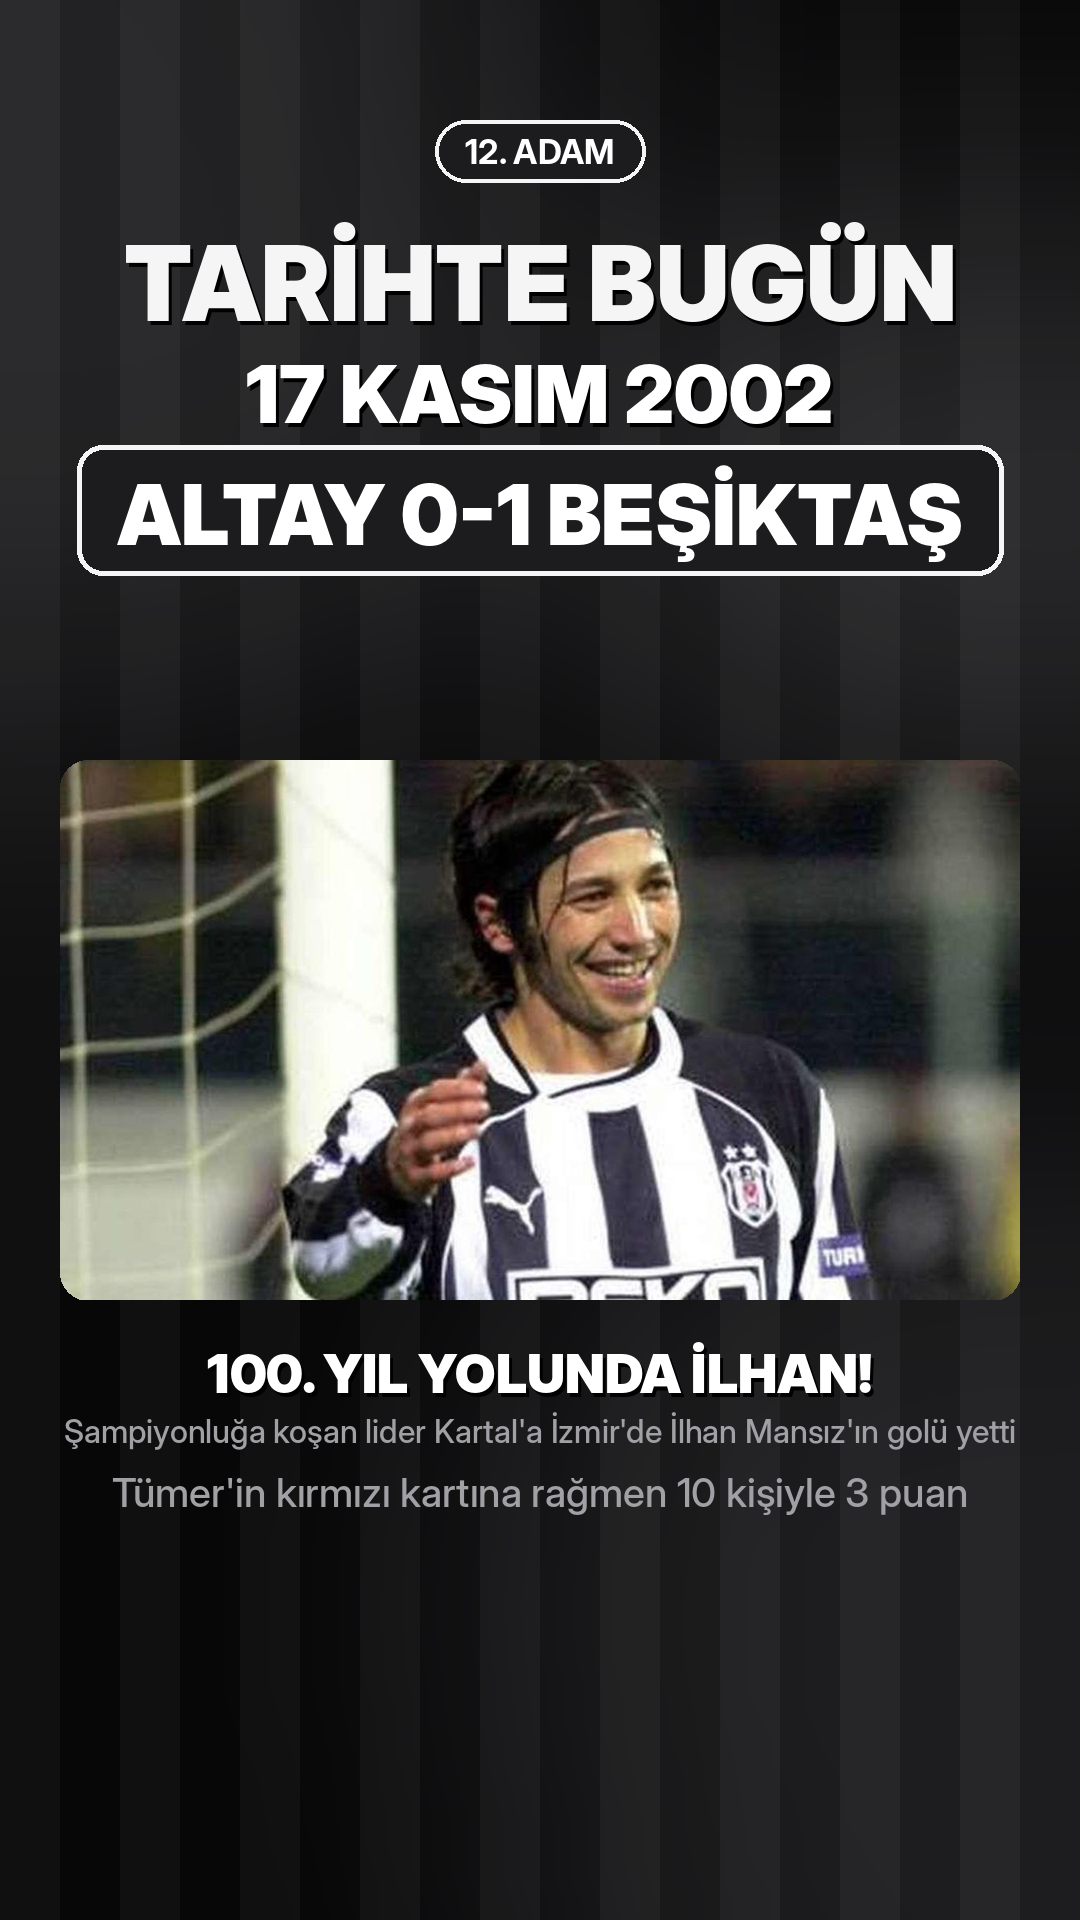 12. ADAM
TARİHTE BUGÜN
17 KASIM 2002
ALTAY 0-1 BEŞİKTAŞ
BEKO
100. YIL YOLUNDA İLHAN!
Şampiyonluğa koşan lider Kartal'a İzmir'de İlhan Mansız'ın golü yetti
Tümer'in kırmızı kartına rağmen 10 kişiyle 3 puan